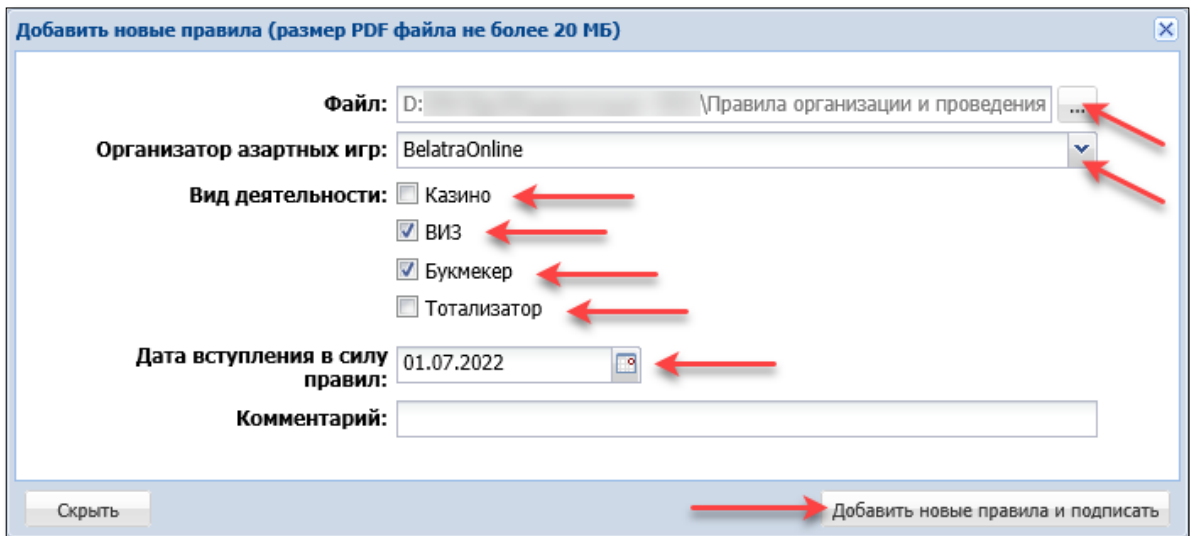 Добавить новые правила (размер PDF файла не более 20 МБ)
Файл: D: \Правила организации и проведения ...
Организатор азартных игр: BelatraOnline
Вид деятельности: Казино
ВИЗ
Букмекер
Тотализатор
Дата вступления в силу
правил: 01.07.2022
Комментарий:
Скрыть Добавить новые правила и подписать